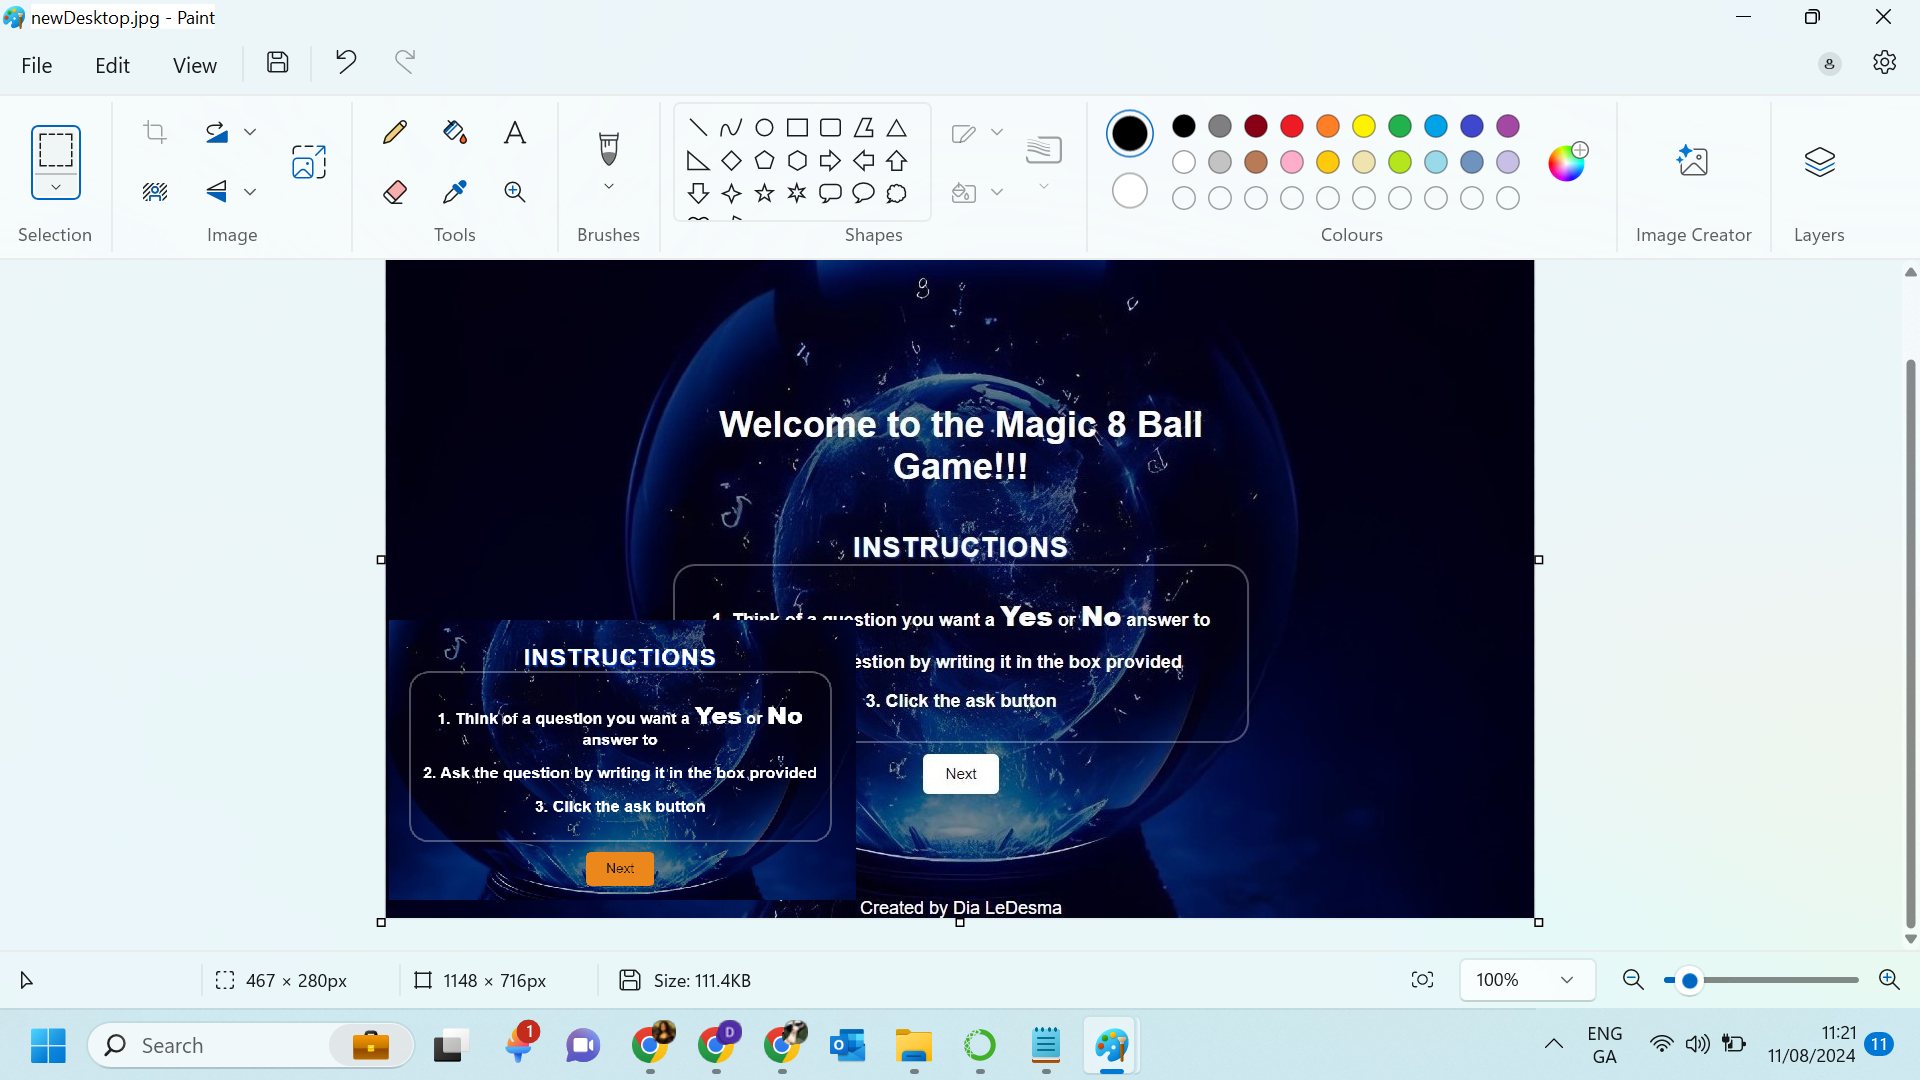 newDesktop.jpg - Paint
File Edit View
Selection
Image
Tools
Brushes
Shapes
Colours
Image Creator
Layers
Welcome to the Magic 8 Ball
Game!!!
INSTRUCTIONS
1. Think of a question you want a Yes or No answer to
estion by writing it in the box provided
3. Click the ask button
Next
Created by Dia LeDesma
INSTRUCTIONS
1. Think of a question you want a Yes or No
answer to
2. Ask the question by writing it in the box provided
3. Click the ask button
Next
467 × 280px
1148 × 716px
Size: 111.4KB
100%
Search
1
D
ENG
GA
11:21
11/08/2024
11